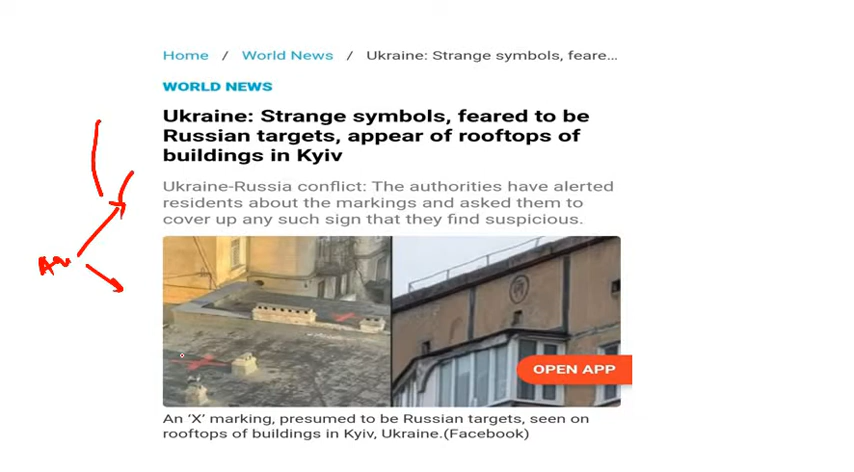 Home / World News / Ukraine: Strange symbols, feare...
WORLD NEWS
Ukraine: Strange symbols, feared to be
Russian targets, appear of rooftops of
buildings in Kyiv
Ukraine-Russia conflict: The authorities have alerted
residents about the markings and asked them to
cover up any such sign that they find suspicious.
OPEN APP
An ‘X’ marking, presumed to be Russian targets, seen on
rooftops of buildings in Kyiv, Ukraine.(Facebook)